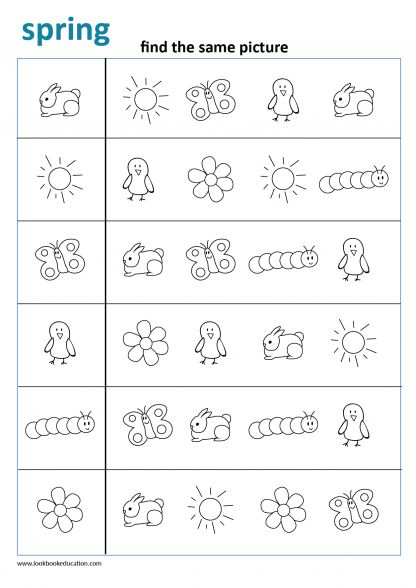 spring
find the same picture
www.lookbookeducation.com